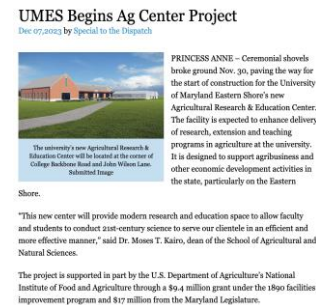 UMES Begins Ag Center Project
Dec 07,2023 by Special to the Dispatch
PRINCESS ANNE – Ceremonial shovels
broke ground Nov. 30, paving the way for
the start of construction for the University
of Maryland Eastern Shore's new
Agricultural Research & Education Center.
The facility is expected to enhance delivery
of research, extension and teaching
programs in agriculture at the university.
It is designed to support agribusiness and
other economic development activities in
the state, particularly on the Eastern
The university's new Agricultural Research &
Education Center will be located at the corner of
College Backbone Road and John Wilson Lane.
Submitted Image
Shore.
"This new center will provide modern research and education space to allow faculty
and students to conduct 21st-century science to serve our clientele in an efficient and
more effective manner," said Dr. Moses T. Kairo, dean of the School of Agricultural and
Natural Sciences.
The project is supported in part by the U.S. Department of Agriculture's National
Institute of Food and Agriculture through a $9.4 million grant under the 1890 facilities
improvement program and $17 million from the Maryland Legislature.